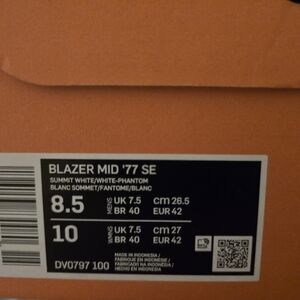 BLAZER MID '77 SE
SUMMIT WHITE/WHITE-PHANTOM
BLANC SOMMET/FANTOME/BLANC
8.5 MENS UK 7.5 CM 26.5
BR 40 EUR 42
10 WMNS UK 7.5 CM 27
BR 40 EUR 42
DV0797 100
MADE IN INDONESIA /
FABRIQUE EN INDONESIE /
FABRICADO NA INDONESIA /
HECHO EN INDONESIA